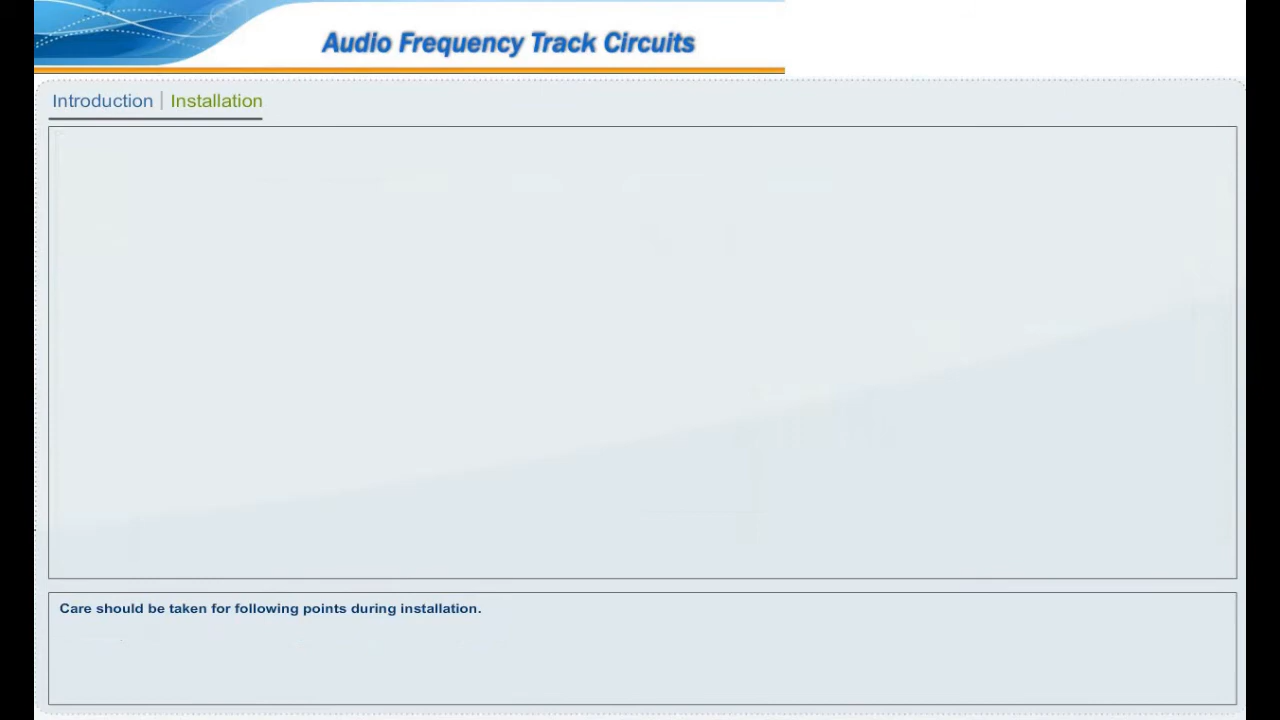 Audio Frequency Track Circuits
Introduction | Installation
Care should be taken for following points during installation.